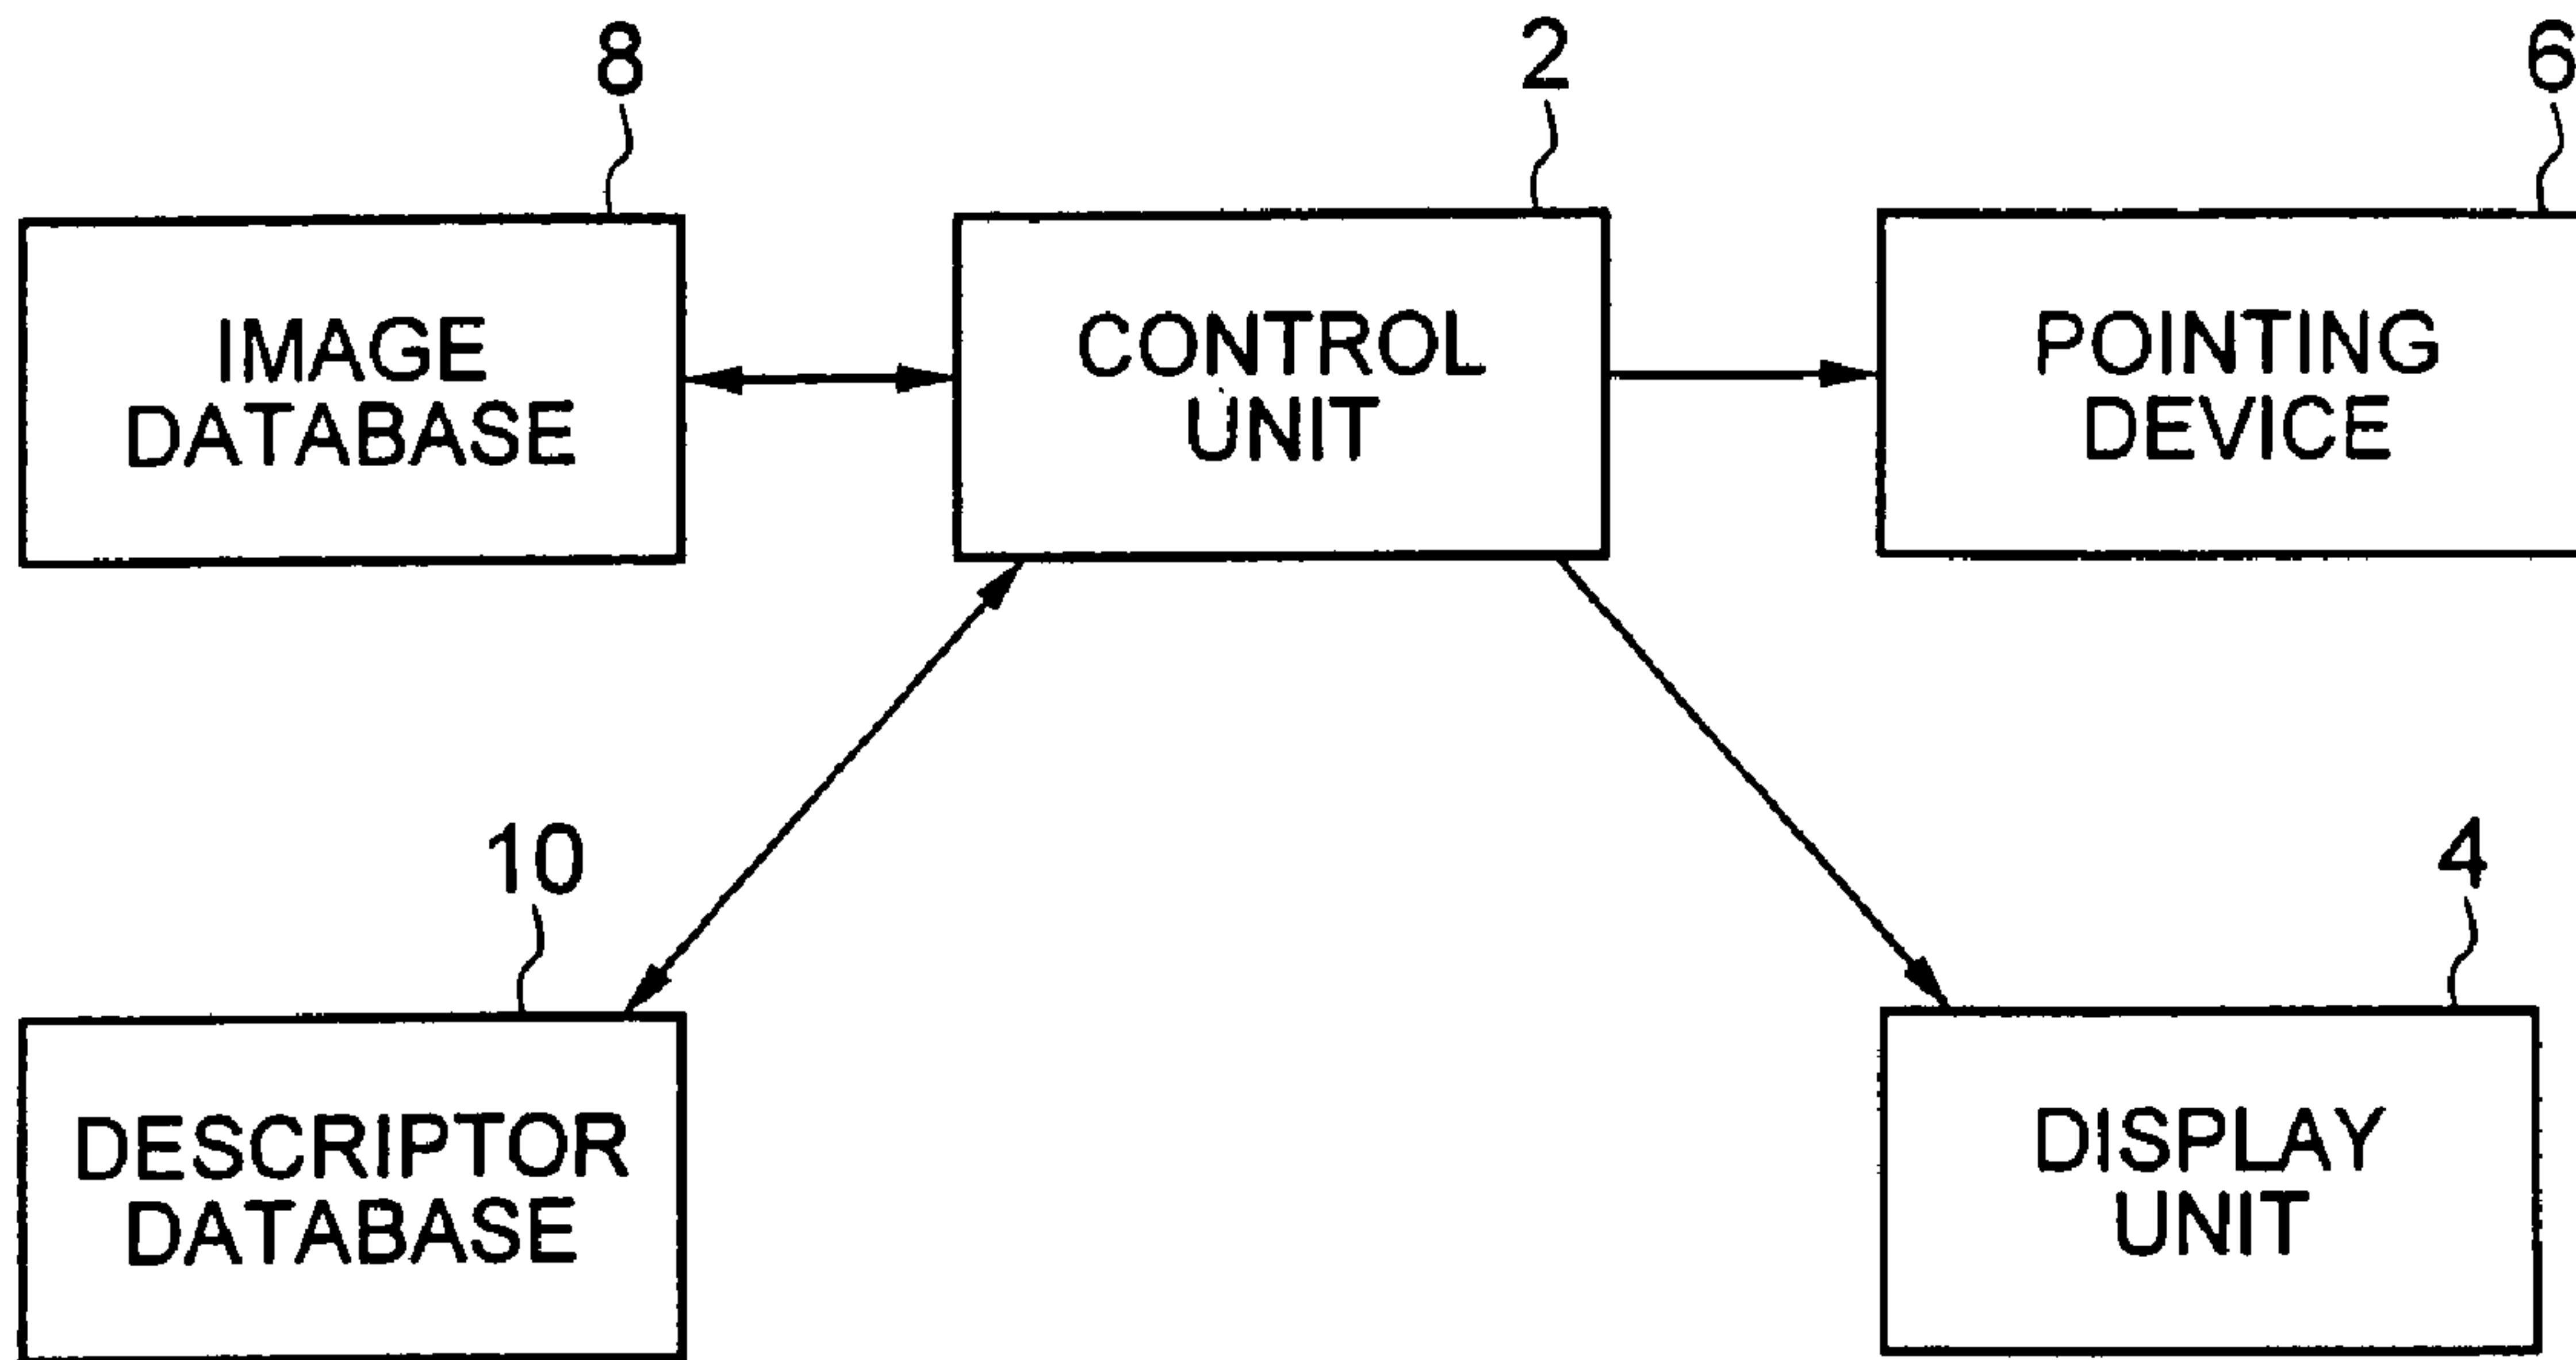 8
2
6
IMAGE
DATABASE
CONTROL
UNIT
POINTING
DEVICE
10
4
DESCRIPTOR
DATABASE
DISPLAY
UNIT